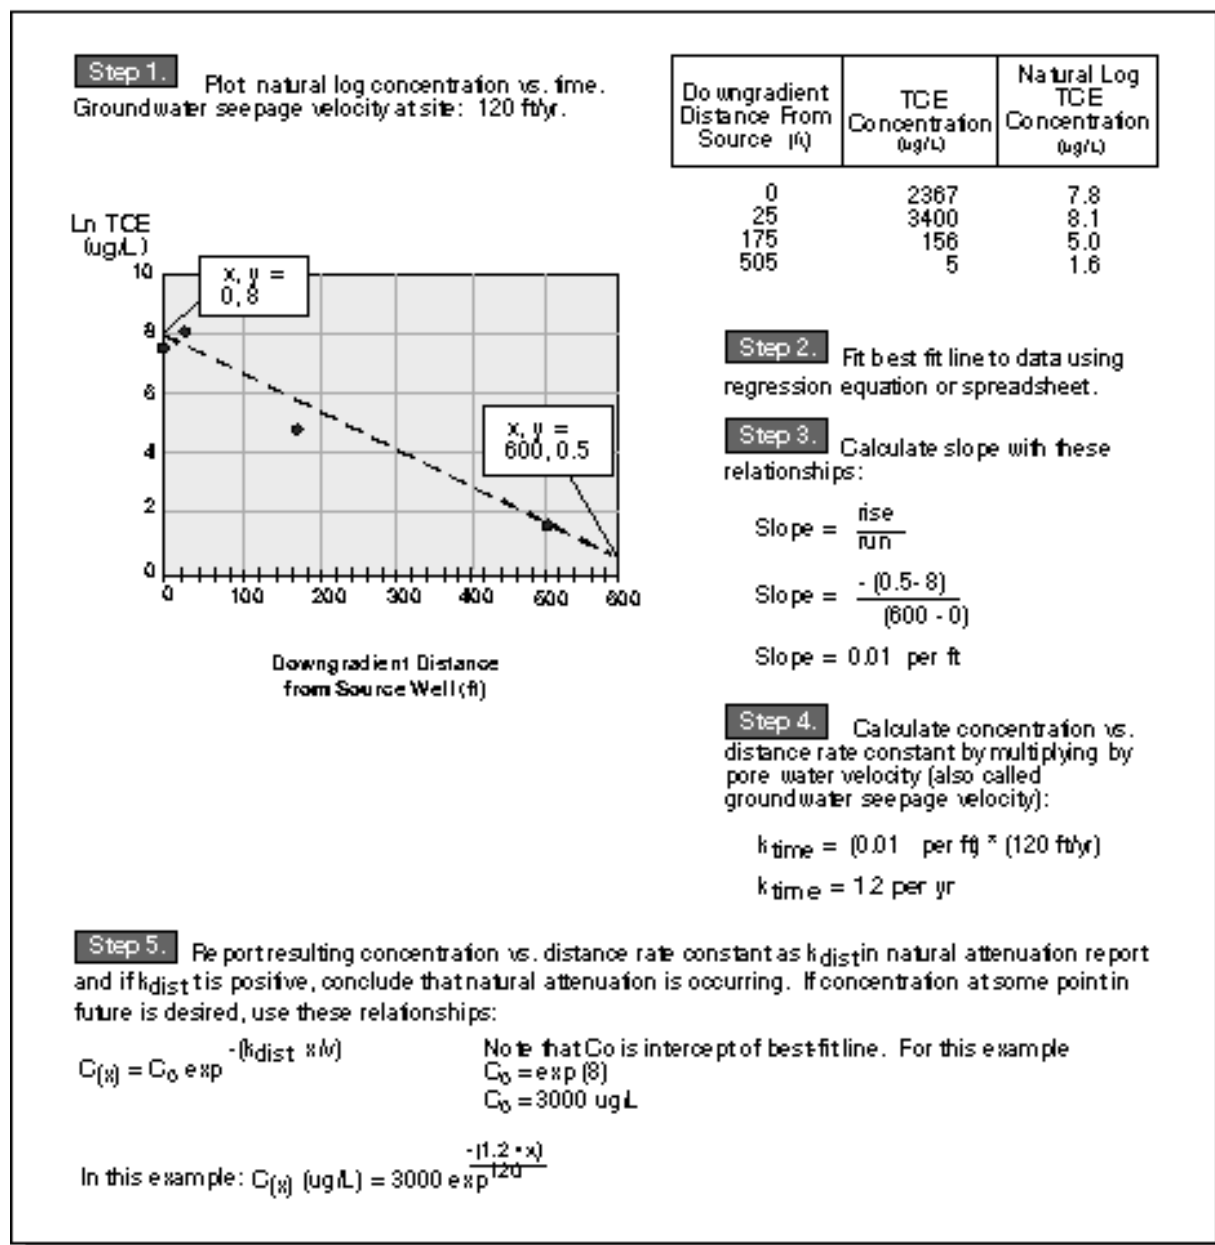 Step 1. Plot natural log concentration vs. time.
Groundwater seepage velocity at site: 120 ft/yr.
Downgradient
Distance From
Source (ft)
TCE
Concentration
(ug/L)
Natural Log
TCE
Concentration
(ug/L)
0 2367 7.8
25 3400 8.1
175 156 5.0
505 5 1.6
Ln TCE
(ug/L)
10
8
6
4
2
0
x, y =
0, 8
x, y =
600, 0.5
0 100 200 300 400 500 600
Downgradient Distance
from Source Well (ft)
Step 2. Fit best fit line to data using
regression equation or spreadsheet.
Step 3. Calculate slope with these
relationships:
Slope = rise
run
Slope = - (0.5- 8)
(600 - 0)
Slope = 0.01 per ft
Step 4. Calculate concentration vs.
distance rate constant by multiplying by
pore water velocity (also called
groundwater seepage velocity):
k time = (0.01 per ft) * (120 ft/yr)
k time = 1.2 per yr
Step 5. Report resulting concentration vs. distance rate constant as k dist in natural attenuation report
and if k dist t is positive, conclude that natural attenuation is occurring. If concentration at some point in
future is desired, use these relationships:
C(x) = Co exp -(k dist x/v)
Note that Co is intercept of best-fit line. For this example
Co = exp (8)
Co = 3000 ug/L
In this example: C(x) (ug/L) = 3000 exp -(1.2 • x)
120